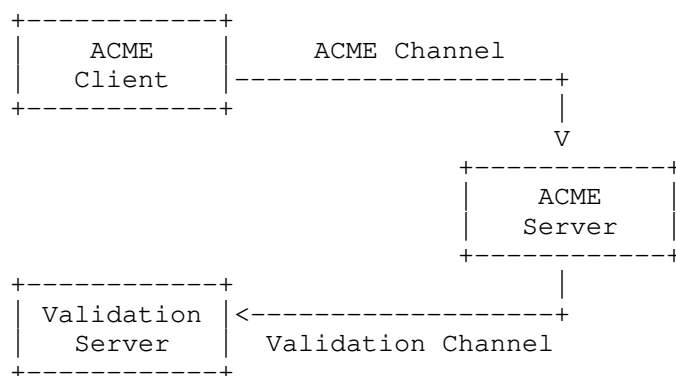 ACME
Client
ACME Channel
ACME
Server
Validation
Server
Validation Channel